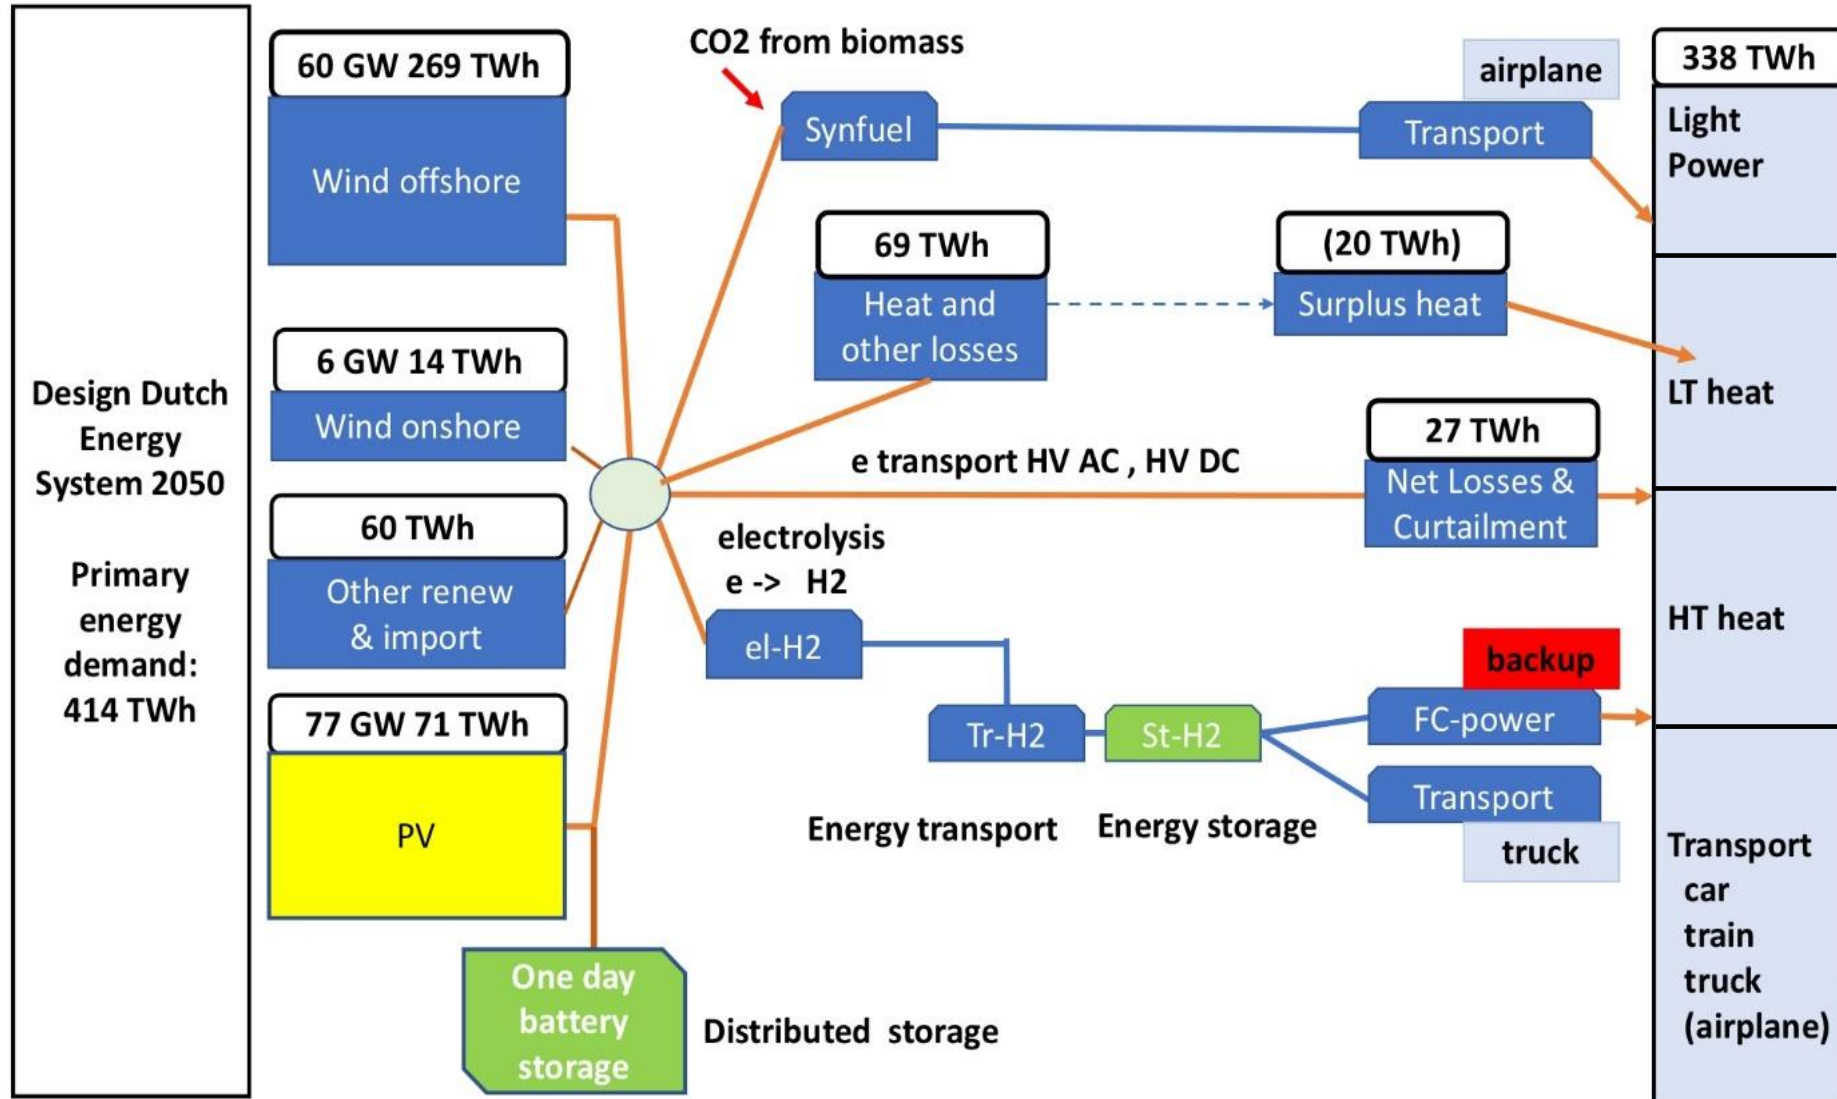 Design Dutch
Energy
System 2050
Primary
energy
demand:
414 TWh
60 GW 269 TWh
Wind offshore
6 GW 14 TWh
Wind onshore
60 TWh
Other renew
& import
77 GW 71 TWh
PV
One day
battery
storage
Distributed  storage
CO2 from biomass
Synfuel
airplane
Transport
69 TWh
Heat and
other losses
(20 TWh)
Surplus heat
e transport HV AC , HV DC
27 TWh
Net Losses &
Curtailment
electrolysis
e ->   H2
el-H2
Tr-H2
St-H2
Energy transport
Energy storage
backup
FC-power
Transport
truck
338 TWh
Light
Power
LT heat
HT heat
Transport
car
train
truck
(airplane)